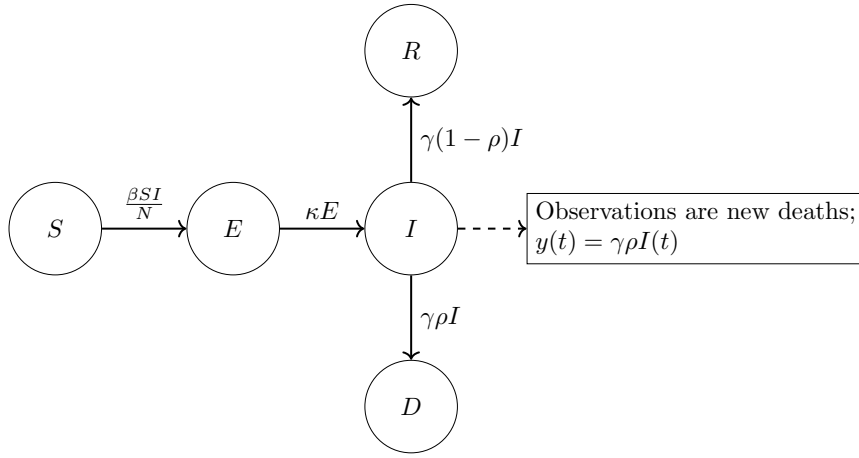 R
γ(1 − ρ)I
βSI/N
κE
S
E
I
Observations are new deaths;
y(t) = γρI(t)
γρI
D